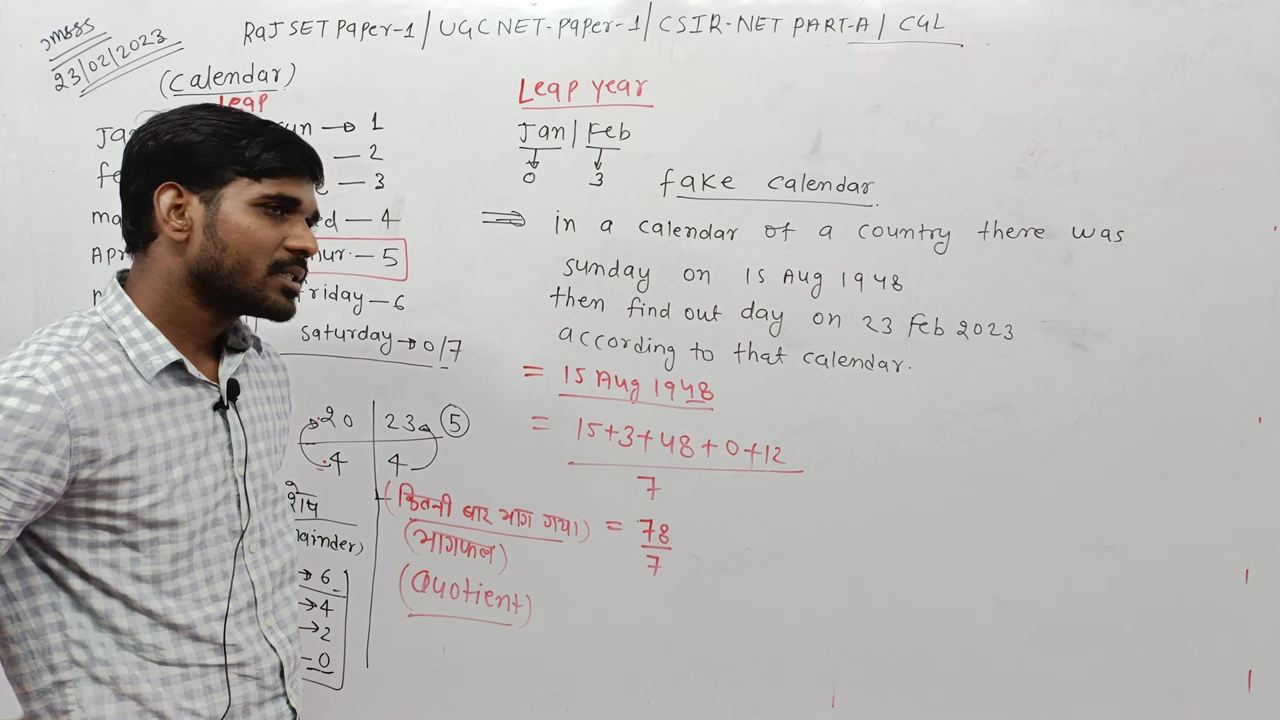 JMBSS
23/02/2023
RaJ SET Paper-1 / UGC NET-Paper-1 / CSIR-NET PART-A / CGL
(Calendar)
Leap
Leap year
Jan / Feb
0 3
→ 1
— 2
— 3
— 4
— 5
friday — 6
saturday → 0/7
fake calendar
⇒ in a calendar of a country there was
sunday on 15 Aug 1948
then find out day on 23 feb 2023
according to that calendar.
= 15 Aug 1948
= 15+3+48+0+12
7
= 78
7
20 23 5
4 4
शेष
(कितनी बार भाग गया)
(भागफल)
(Quotient)
→ 6
→ 4
→ 2
– 0